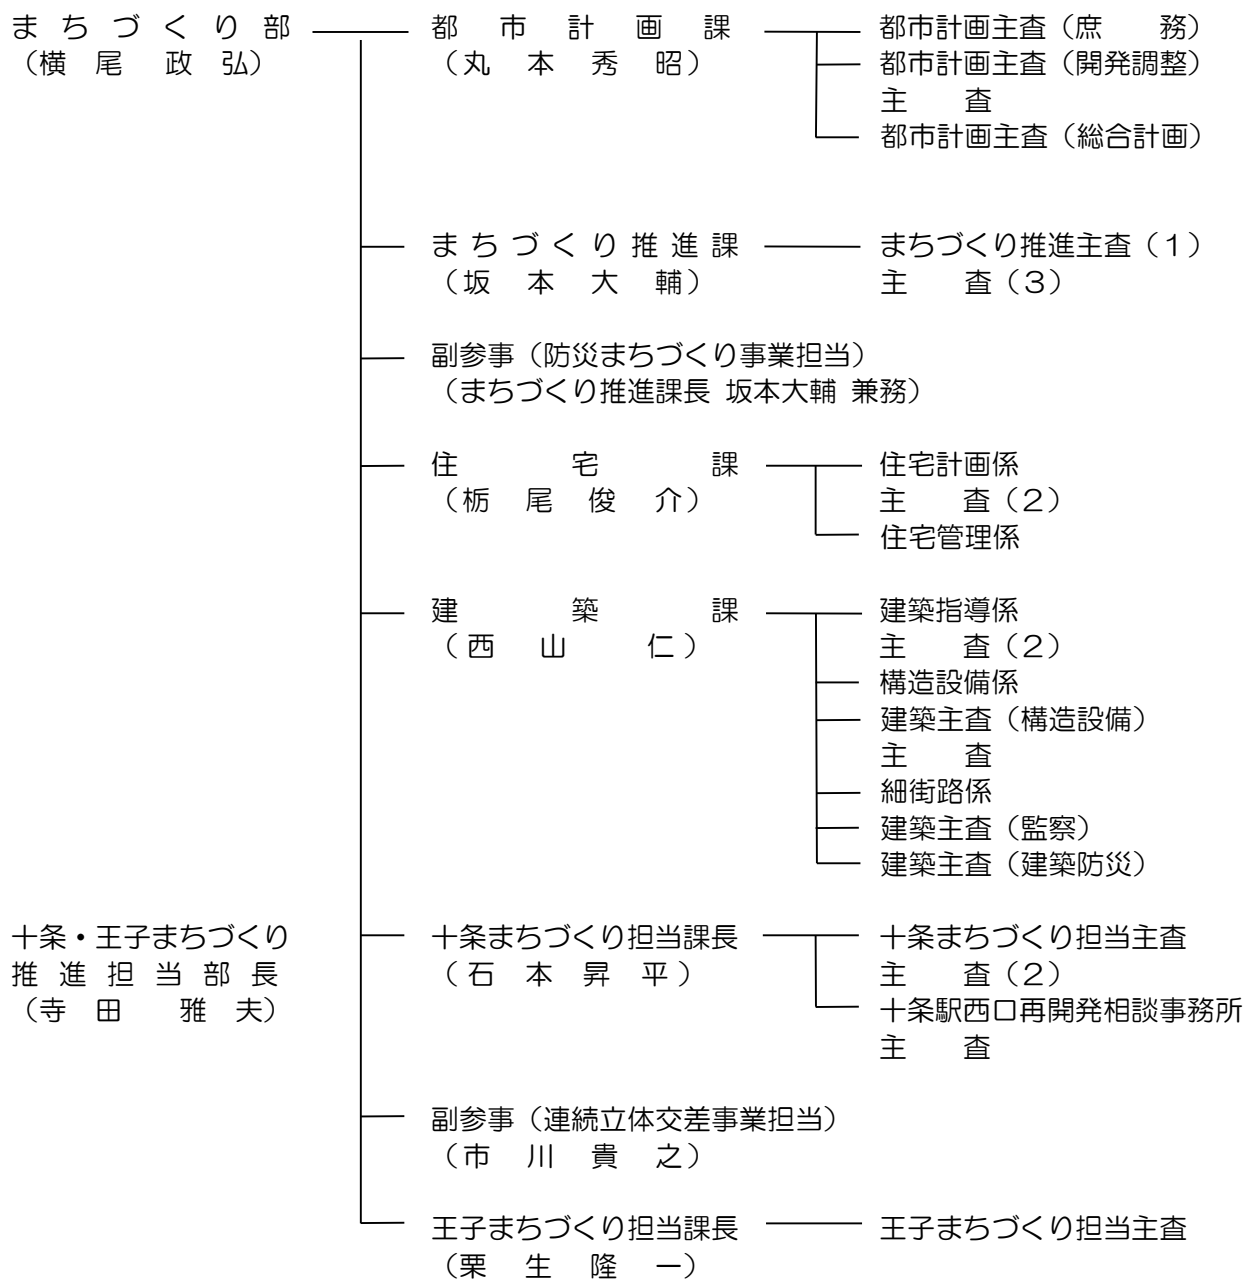 まちづくり部 都市計画課 都市計画主査（庶務）
（横尾政弘） （丸本秀昭） 都市計画主査（開発調整）
主査
都市計画主査（総合計画）
まちづくり推進課 まちづくり推進主査（１）
（坂本大輔） 主査（３）
副参事（防災まちづくり事業担当）
（まちづくり推進課長 坂本大輔 兼務）
住宅課 住宅計画係
（栃尾俊介） 主査（２）
住宅管理係
建築課 建築指導係
（西山仁） 主査（２）
構造設備係
建築主査（構造設備）
主査
細街路係
建築主査（監察）
建築主査（建築防災）
十条・王子まちづくり 十条まちづくり担当課長 十条まちづくり担当主査
推進担当部長 （石本昇平） 主査（２）
（寺田雅夫） 十条駅西口再開発相談事務所
主査
副参事（連続立体交差事業担当）
（市川貴之）
王子まちづくり担当課長 王子まちづくり担当主査
（栗生隆一）